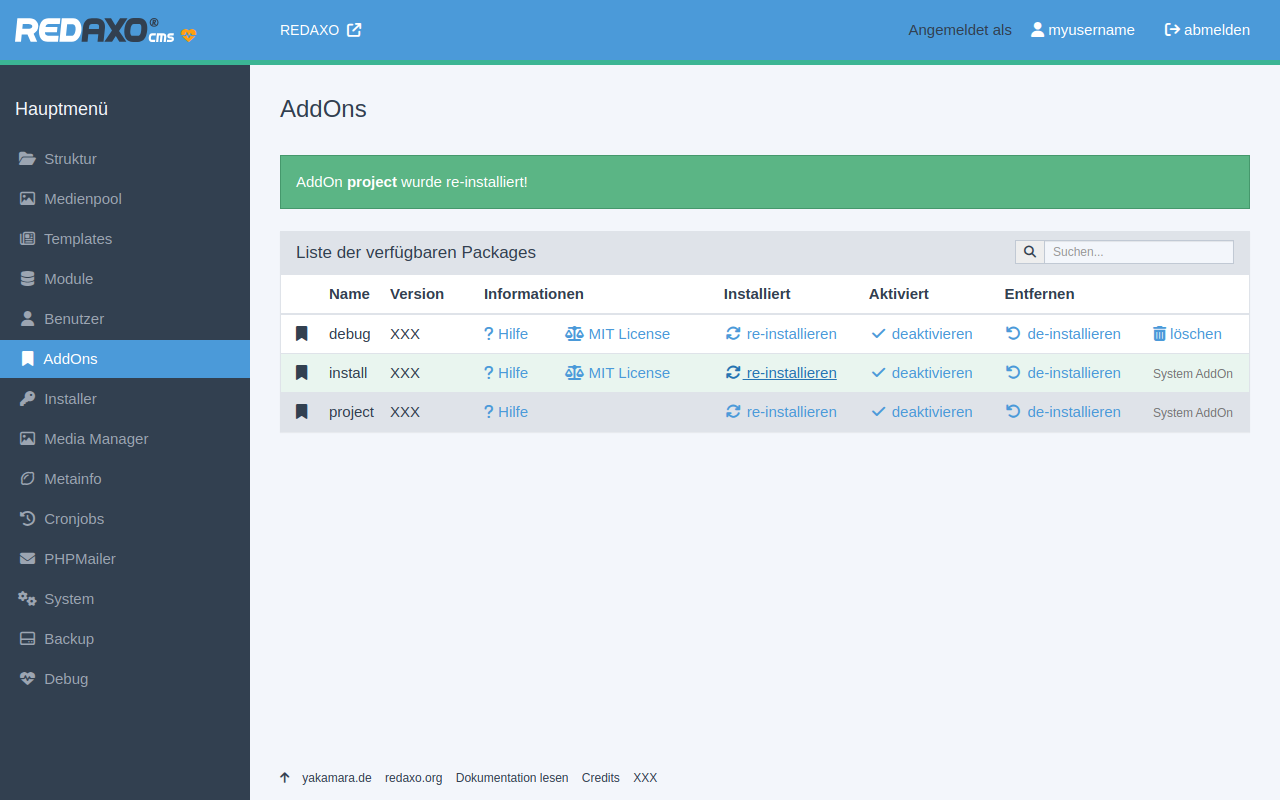 REDAXO® cms
REDAXO
Angemeldet als myusername abmelden
Hauptmenü
Struktur
Medienpool
Templates
Module
Benutzer
AddOns
Installer
Media Manager
Metainfo
Cronjobs
PHPMailer
System
Backup
Debug
AddOns
AddOn project wurde re-installiert!
Liste der verfügbaren Packages
Suchen...
Name Version Informationen Installiert Aktiviert Entfernen
debug XXX ? Hilfe MIT License re-installieren deaktivieren de-installieren löschen
install XXX ? Hilfe MIT License re-installieren deaktivieren de-installieren System AddOn
project XXX ? Hilfe re-installieren deaktivieren de-installieren System AddOn
yakamara.de redaxo.org Dokumentation lesen Credits XXX